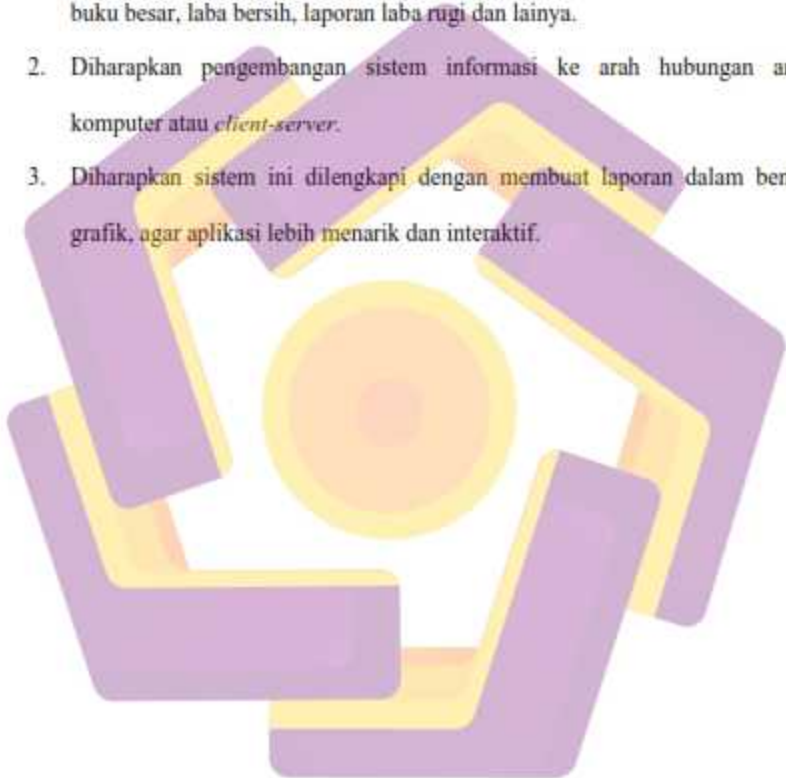 buku besar, laba bersih, laporan laba rugi dan lainya.
2. Diharapkan pengembangan sistem informasi ke arah hubungan
komputer atau client-server.
3. Diharapkan sistem ini dilengkapi dengan membuat laporan dalam
grafik, agar aplikasi lebih menarik dan interaktif.